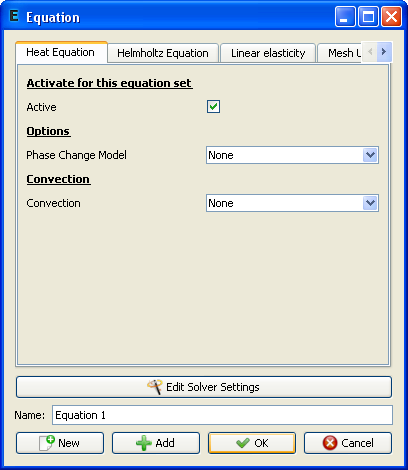 E Equation
Heat Equation Helmholtz Equation Linear elasticity Mesh U
Activate for this equation set
Active
Options
Phase Change Model None
Convection
Convection None
Edit Solver Settings
Name: Equation 1
New Add OK Cancel